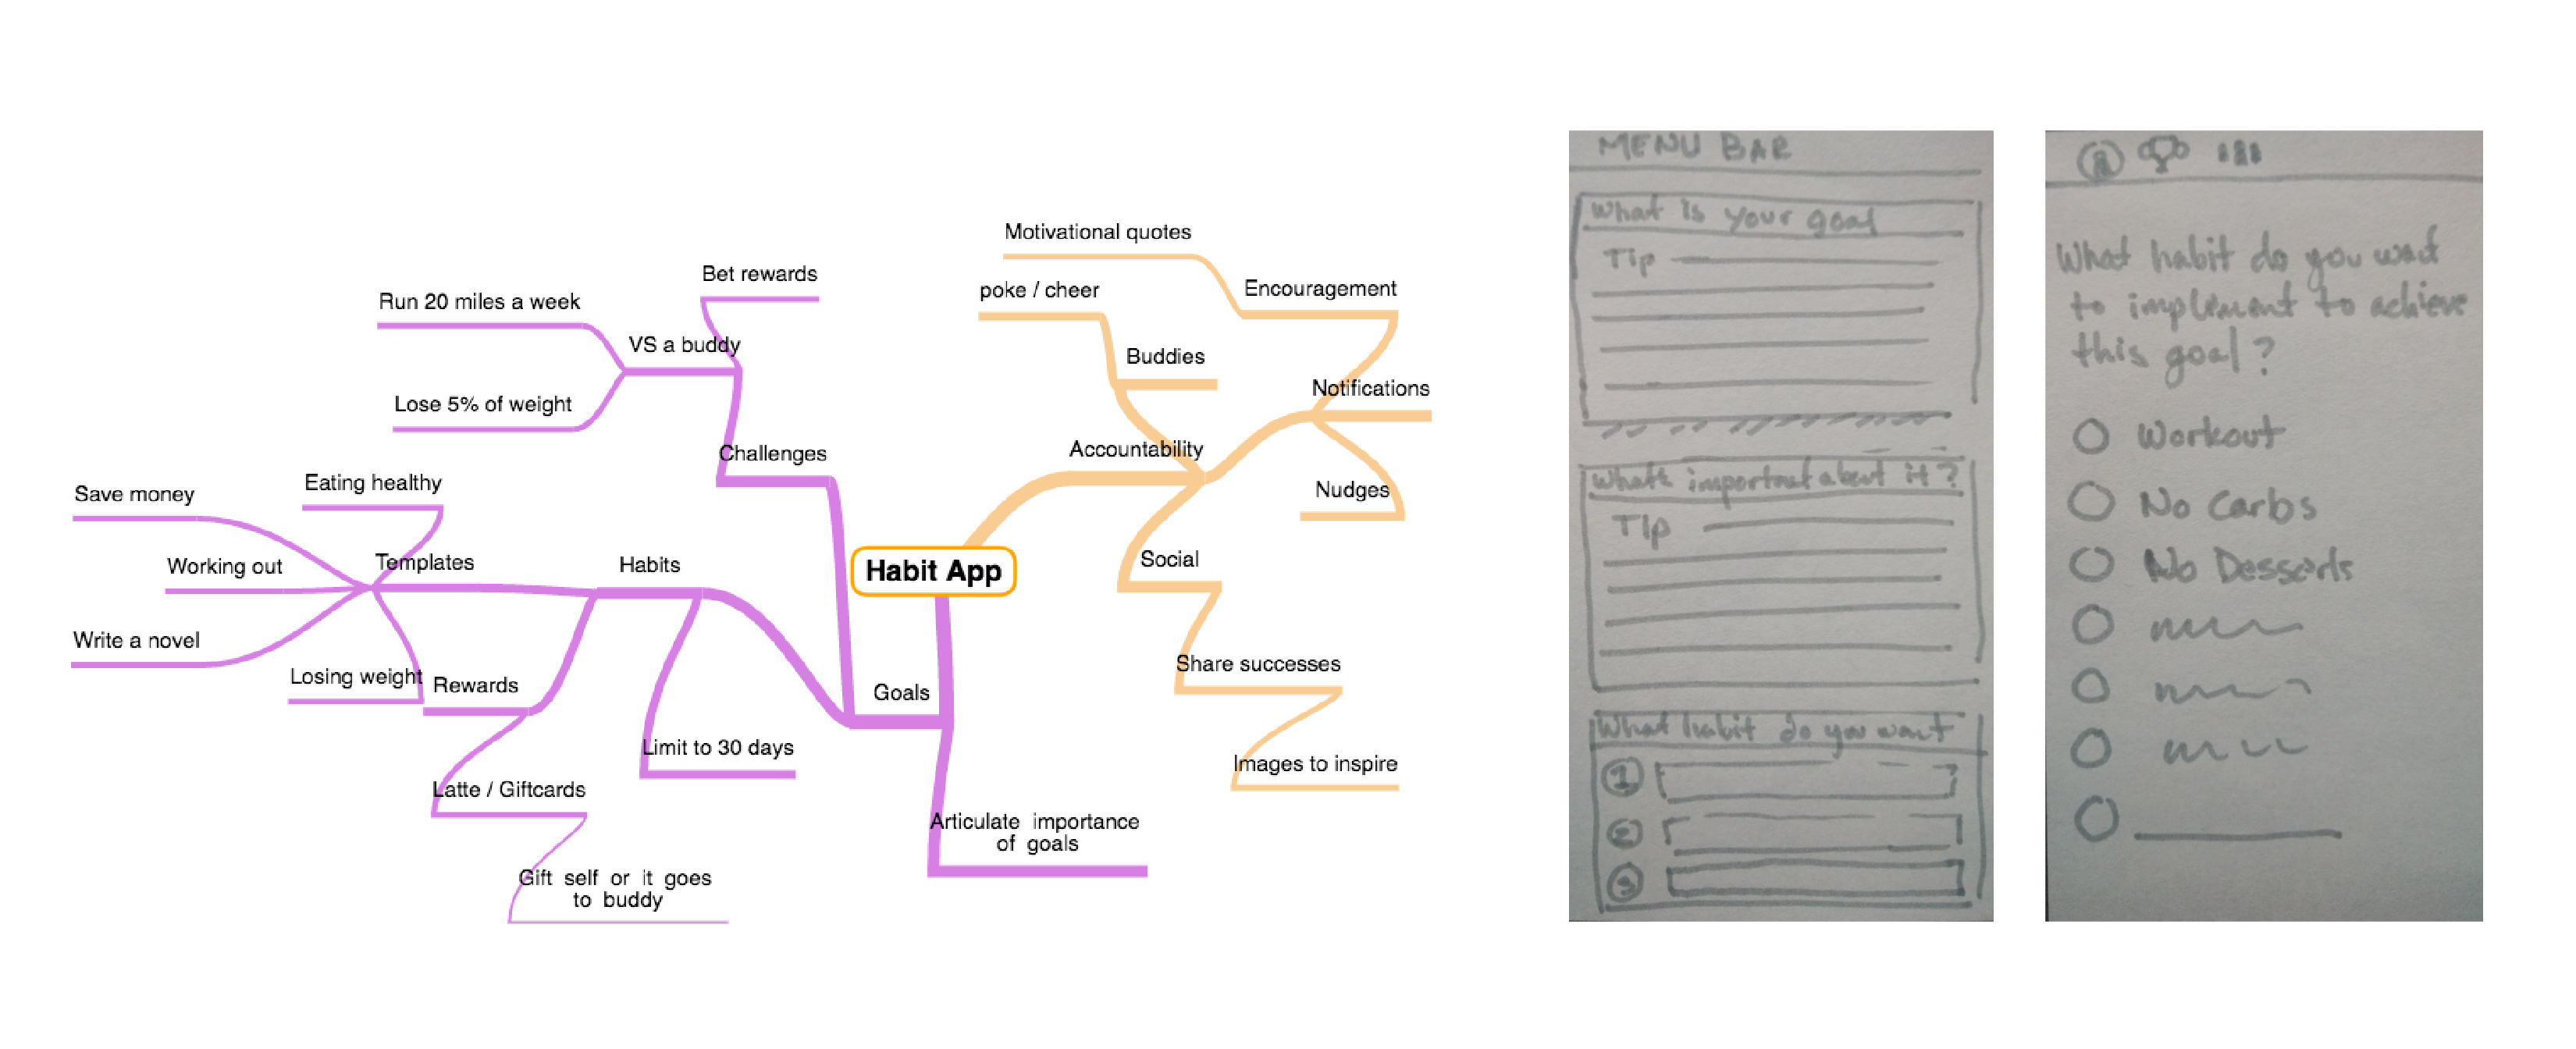 Motivational quotes
Bet rewards
poke / cheer
Encouragement
Run 20 miles a week
VS a buddy
Buddies
Notifications
Lose 5% of weight
Challenges
Accountability
Eating healthy
Save money
Nudges
Working out
Templates
Habits
Habit App
Social
Write a novel
Losing weight
Rewards
Goals
Share successes
Limit to 30 days
Images to inspire
Latte / Giftcards
Articulate importance
of goals
Gift self or it goes
to buddy
MENU BAR
What is your goal
Tip
What's important about it?
Tip
What habit do you want
1
2
3
What habit do you want
to implement to achieve
this goal?
Workout
No Carbs
No Desserts